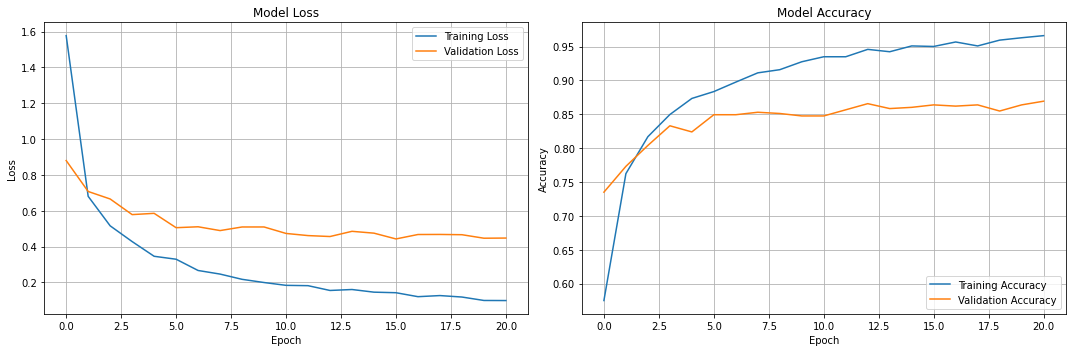 Model Loss
1.6
1.4
1.2
1.0
0.8
0.6
0.4
0.2
Loss
Training Loss
Validation Loss
0.0 2.5 5.0 7.5 10.0 12.5 15.0 17.5 20.0
Epoch
Model Accuracy
0.95
0.90
0.85
0.80
0.75
0.70
0.65
0.60
Accuracy
Training Accuracy
Validation Accuracy
0.0 2.5 5.0 7.5 10.0 12.5 15.0 17.5 20.0
Epoch